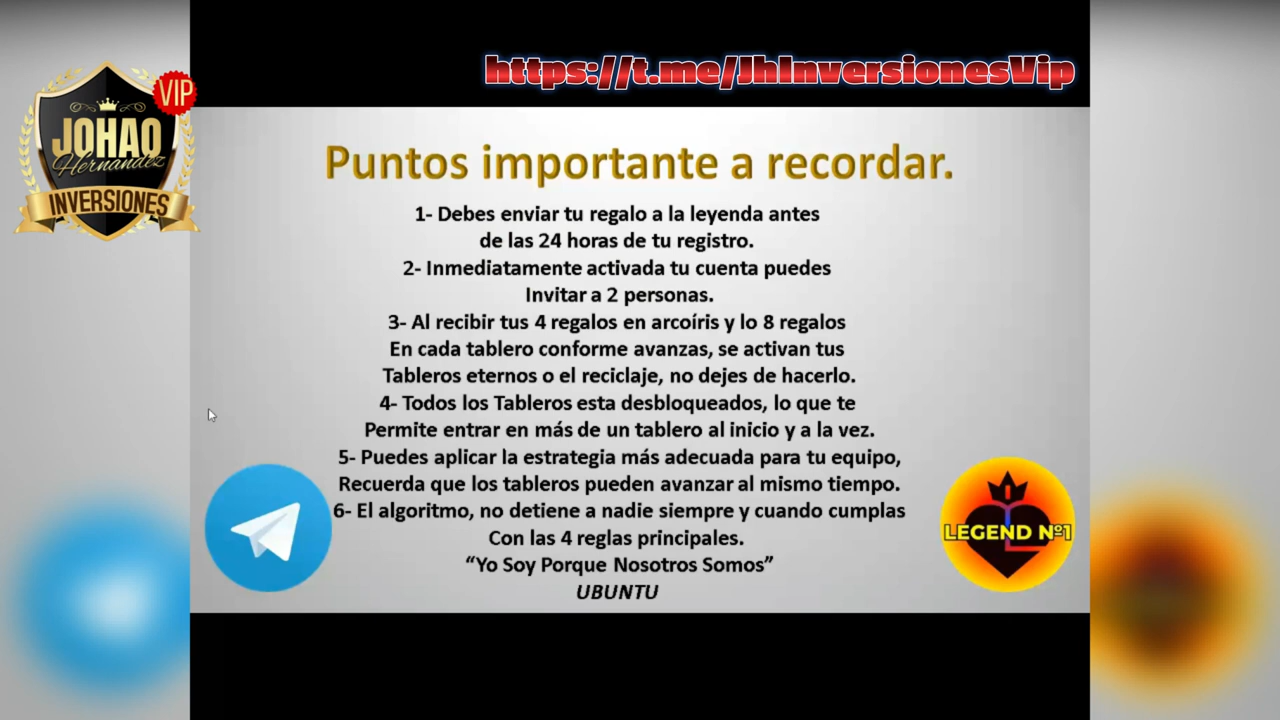 https://t.me/JhInversionesVip
VIP
JOHAO
Hernandez
INVERSIONES
Puntos importante a recordar.
1- Debes enviar tu regalo a la leyenda antes
de las 24 horas de tu registro.
2- Inmediatamente activada tu cuenta puedes
Invitar a 2 personas.
3- Al recibir tus 4 regalos en arcoíris y lo 8 regalos
En cada tablero conforme avanzas, se activan tus
Tableros eternos o el reciclaje, no dejes de hacerlo.
4- Todos los Tableros esta desbloqueados, lo que te
Permite entrar en más de un tablero al inicio y a la vez.
5- Puedes aplicar la estrategia más adecuada para tu equipo,
Recuerda que los tableros pueden avanzar al mismo tiempo.
6- El algoritmo, no detiene a nadie siempre y cuando cumplas
Con las 4 reglas principales.
“Yo Soy Porque Nosotros Somos”
UBUNTU
LEGEND Nº1